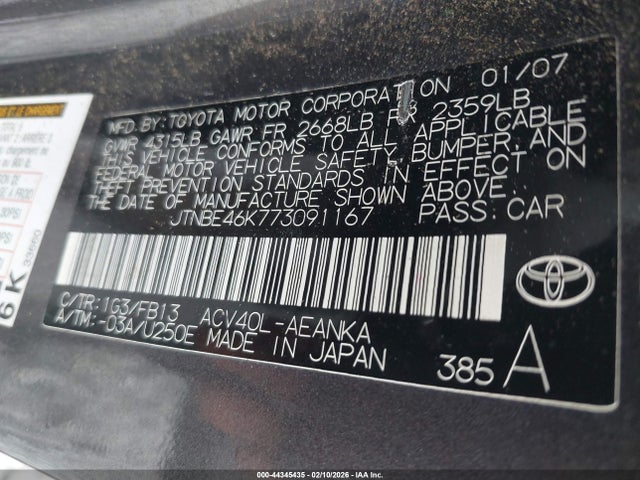 MFD. BY: TOYOTA MOTOR CORPORATION 01/07
GVWR 4315LB GAWR FR 2668LB RR 2359LB
THIS VEHICLE CONFORMS TO ALL APPLICABLE
FEDERAL MOTOR VEHICLE SAFETY, BUMPER, AND
THEFT PREVENTION STANDARDS IN EFFECT ON THE
DATE OF MANUFACTURE SHOWN ABOVE.
JTNBE46K773091167 PASS. CAR
C/TR: 1G3/FB13 ACV40L-AEANKA
A/TM: -03A/U250E MADE IN JAPAN
385 A
6 K
000-44345435 - 02/10/2026 - IAAI, Inc.